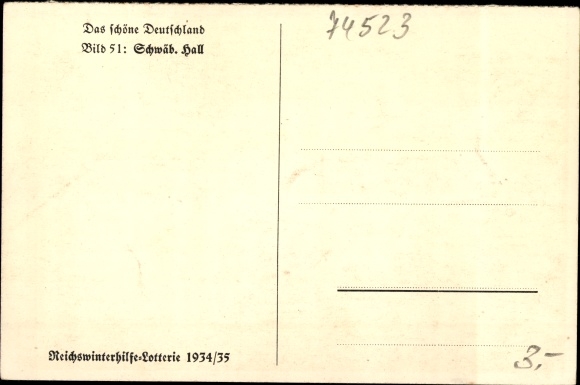 Das schöne Deutschland
Bild 51: Schwäb. Hall
74523
Reichswinterhilfe-Lotterie 1934/35
3,-